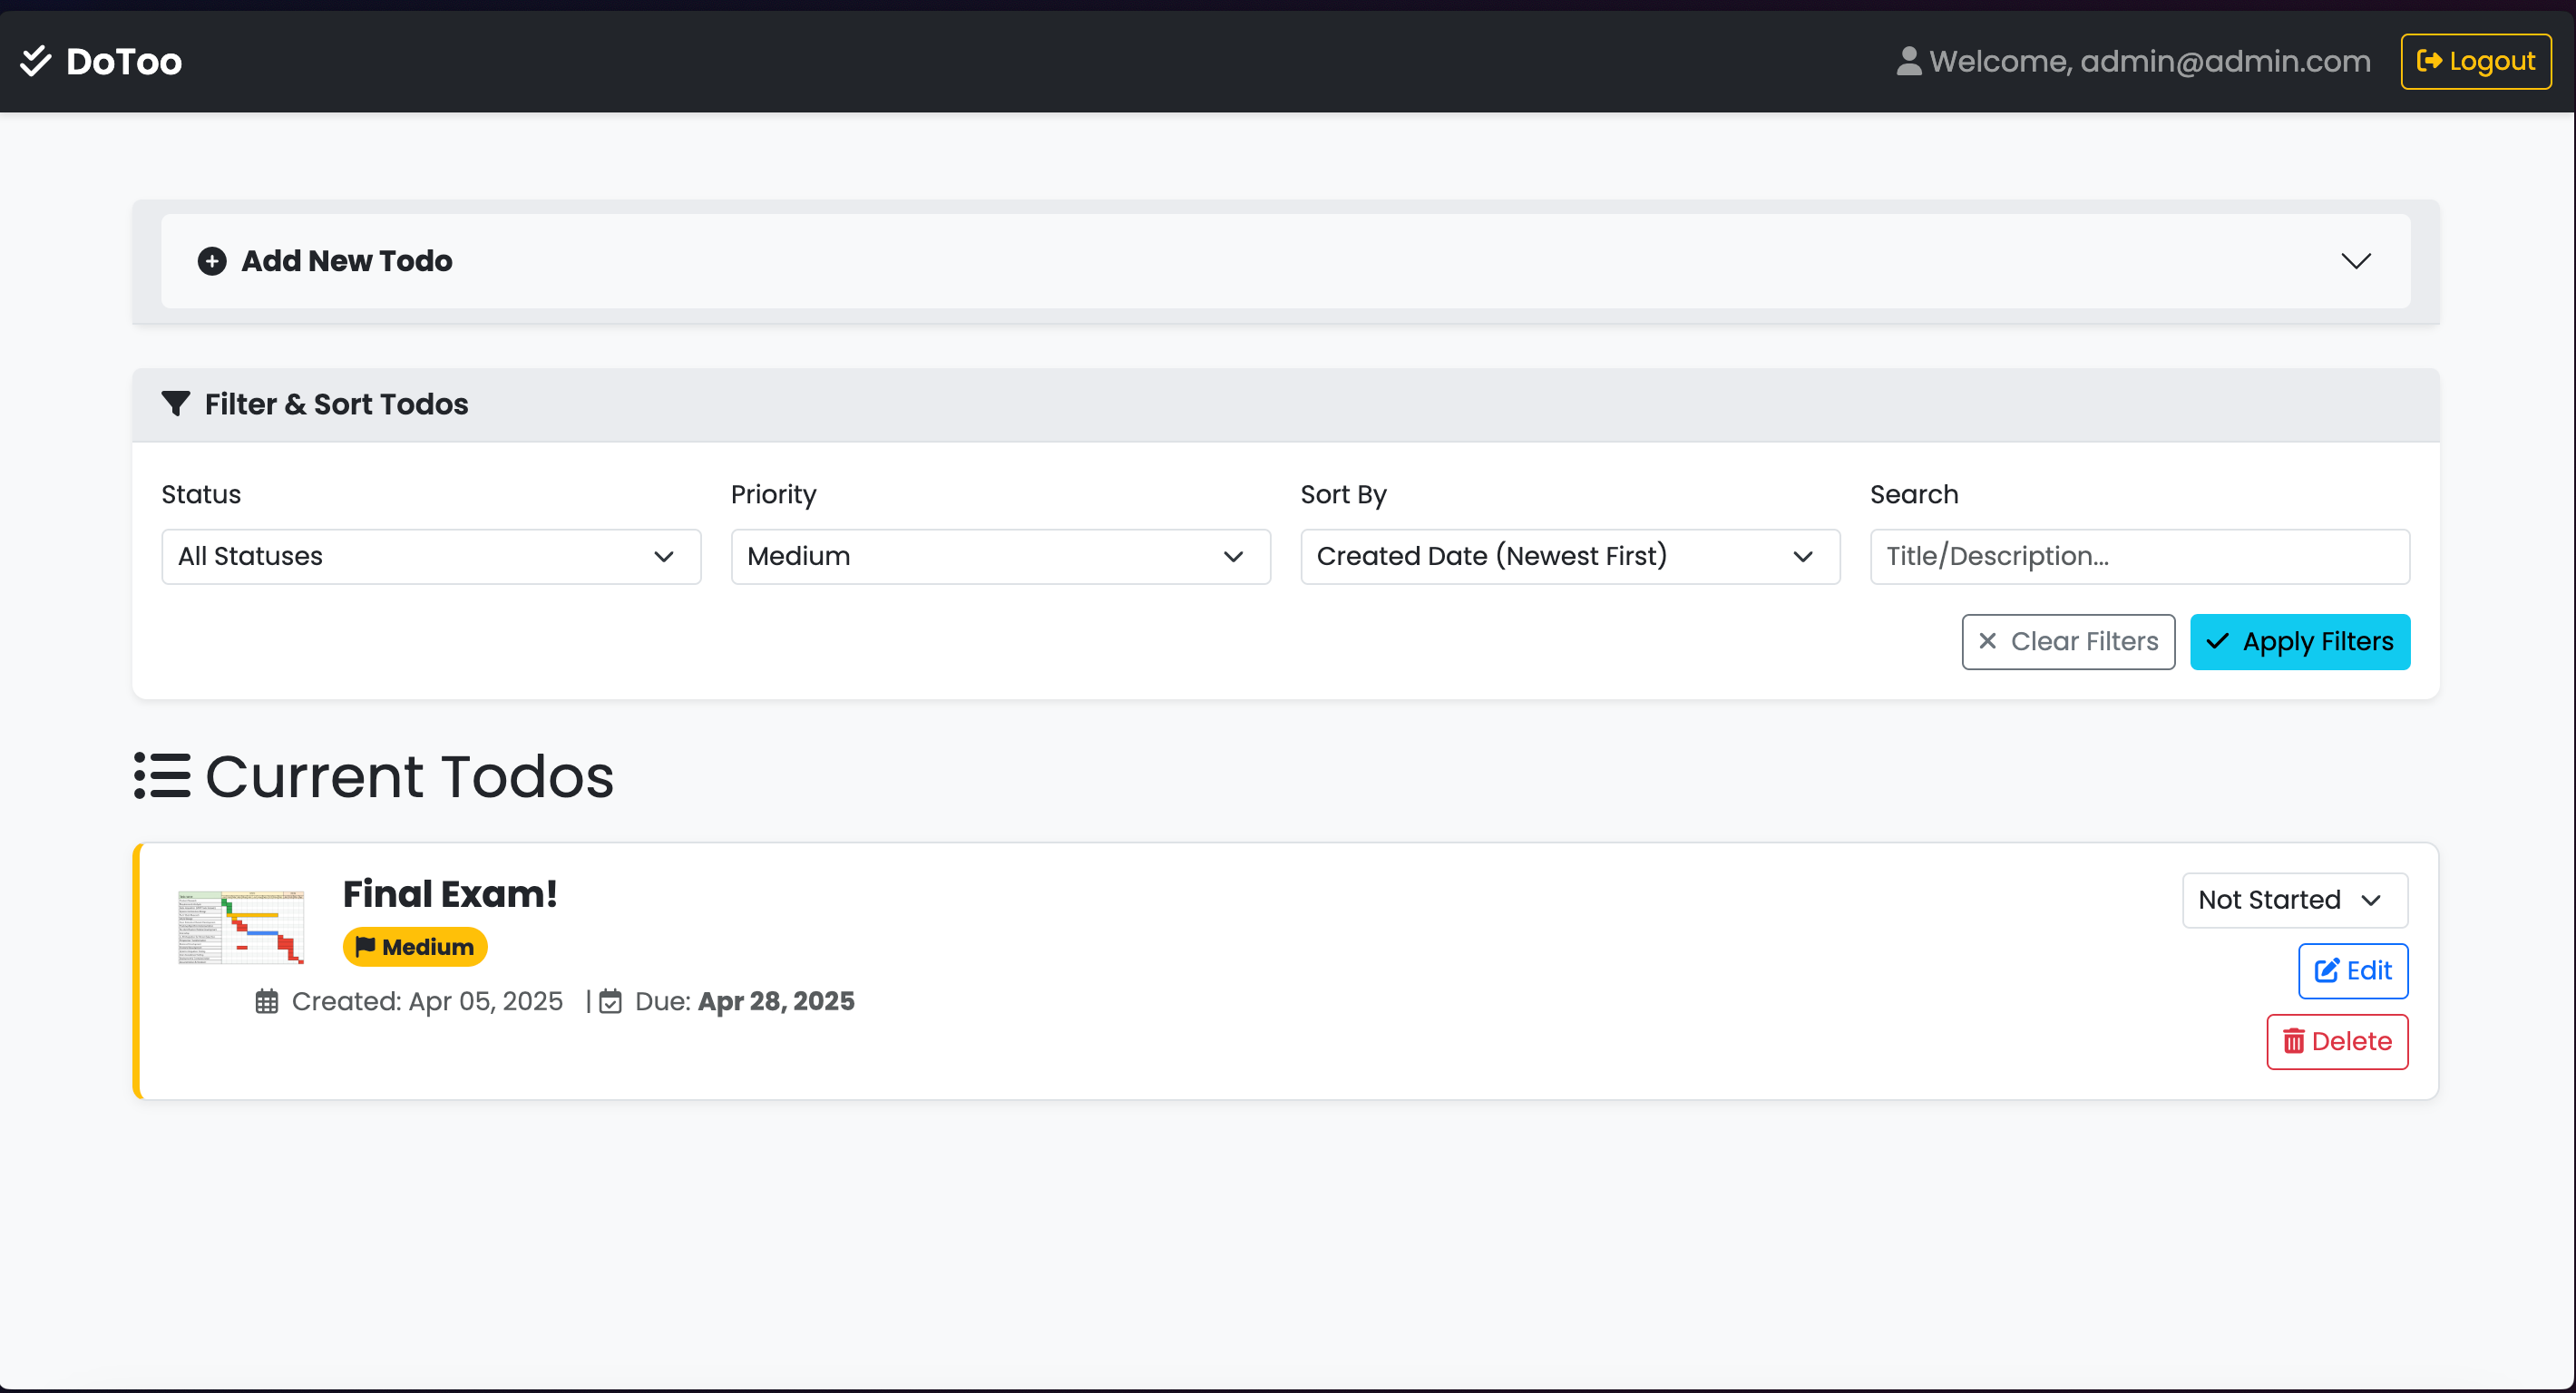 DoToo
Welcome, admin@admin.com
Logout
Add New Todo
Filter & Sort Todos
Status
Priority
Sort By
Search
All Statuses
Medium
Created Date (Newest First)
Title/Description...
Clear Filters
Apply Filters
Current Todos
Final Exam!
Medium
Created: Apr 05, 2025 | Due: Apr 28, 2025
Not Started
Edit
Delete